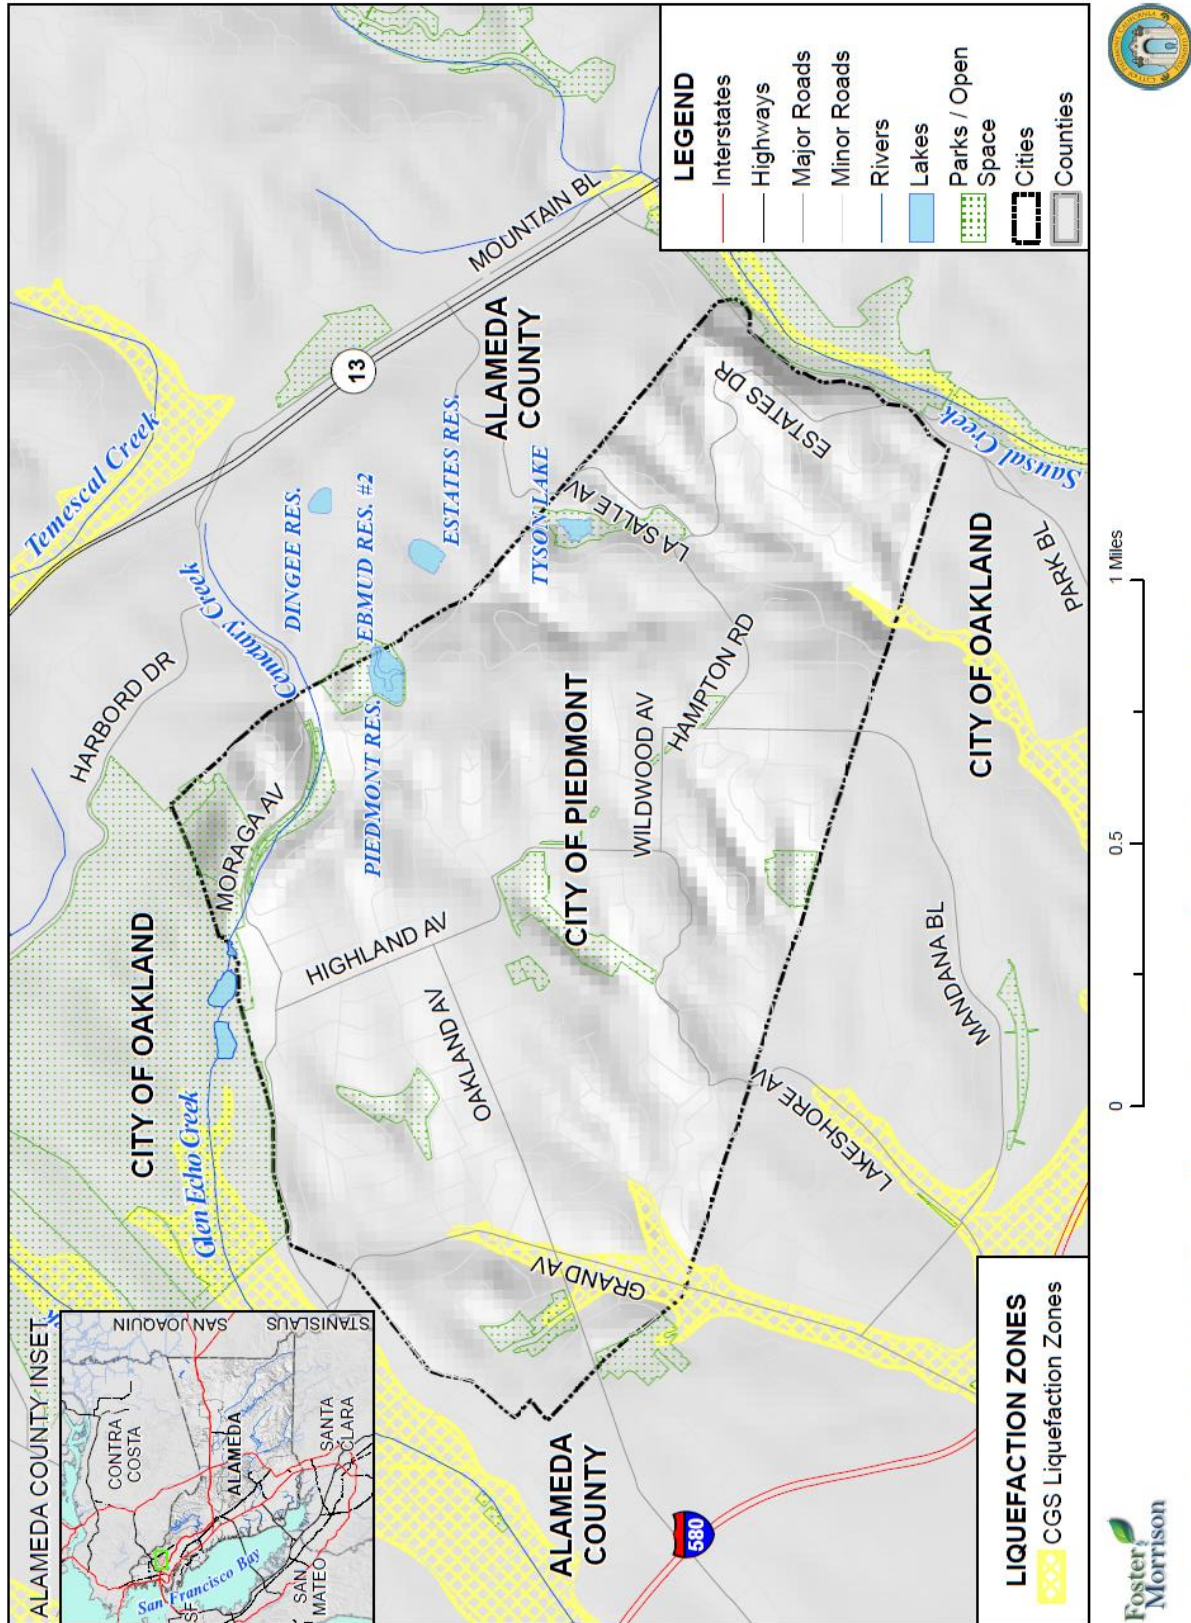 ALAMEDA COUNTY INSET
CONTRA
COSTA
SAN JOAQUIN
STANISLAUS
ALAMEDA
SANTA
CLARA
San Francisco Bay
SF
SAN
MATEO
Temescal Creek
HARBORD DR
Cemetary Creek
DINGEE RES.
13
MOUNTAIN BL
CITY OF OAKLAND
Glen Echo Creek
MORAGA AV
EBMUD RES. #2
PIEDMONT RES.
ESTATES RES.
ALAMEDA
COUNTY
HIGHLAND AV
OAKLAND AV
TYSON LAKE
LA SALLE AV
CITY OF PIEDMONT
WILDWOOD AV
HAMPTON RD
ESTATES DR
GRAND AV
ALAMEDA
COUNTY
580
LAKESHORE AV
MANDANA BL
CITY OF OAKLAND
PARK BL
Sausal Creek
LEGEND
Interstates
Highways
Major Roads
Minor Roads
Rivers
Lakes
Parks / Open
Space
Cities
Counties
LIQUEFACTION ZONES
CGS Liquefaction Zones
0
0.5
1 Miles
Foster
Morrison